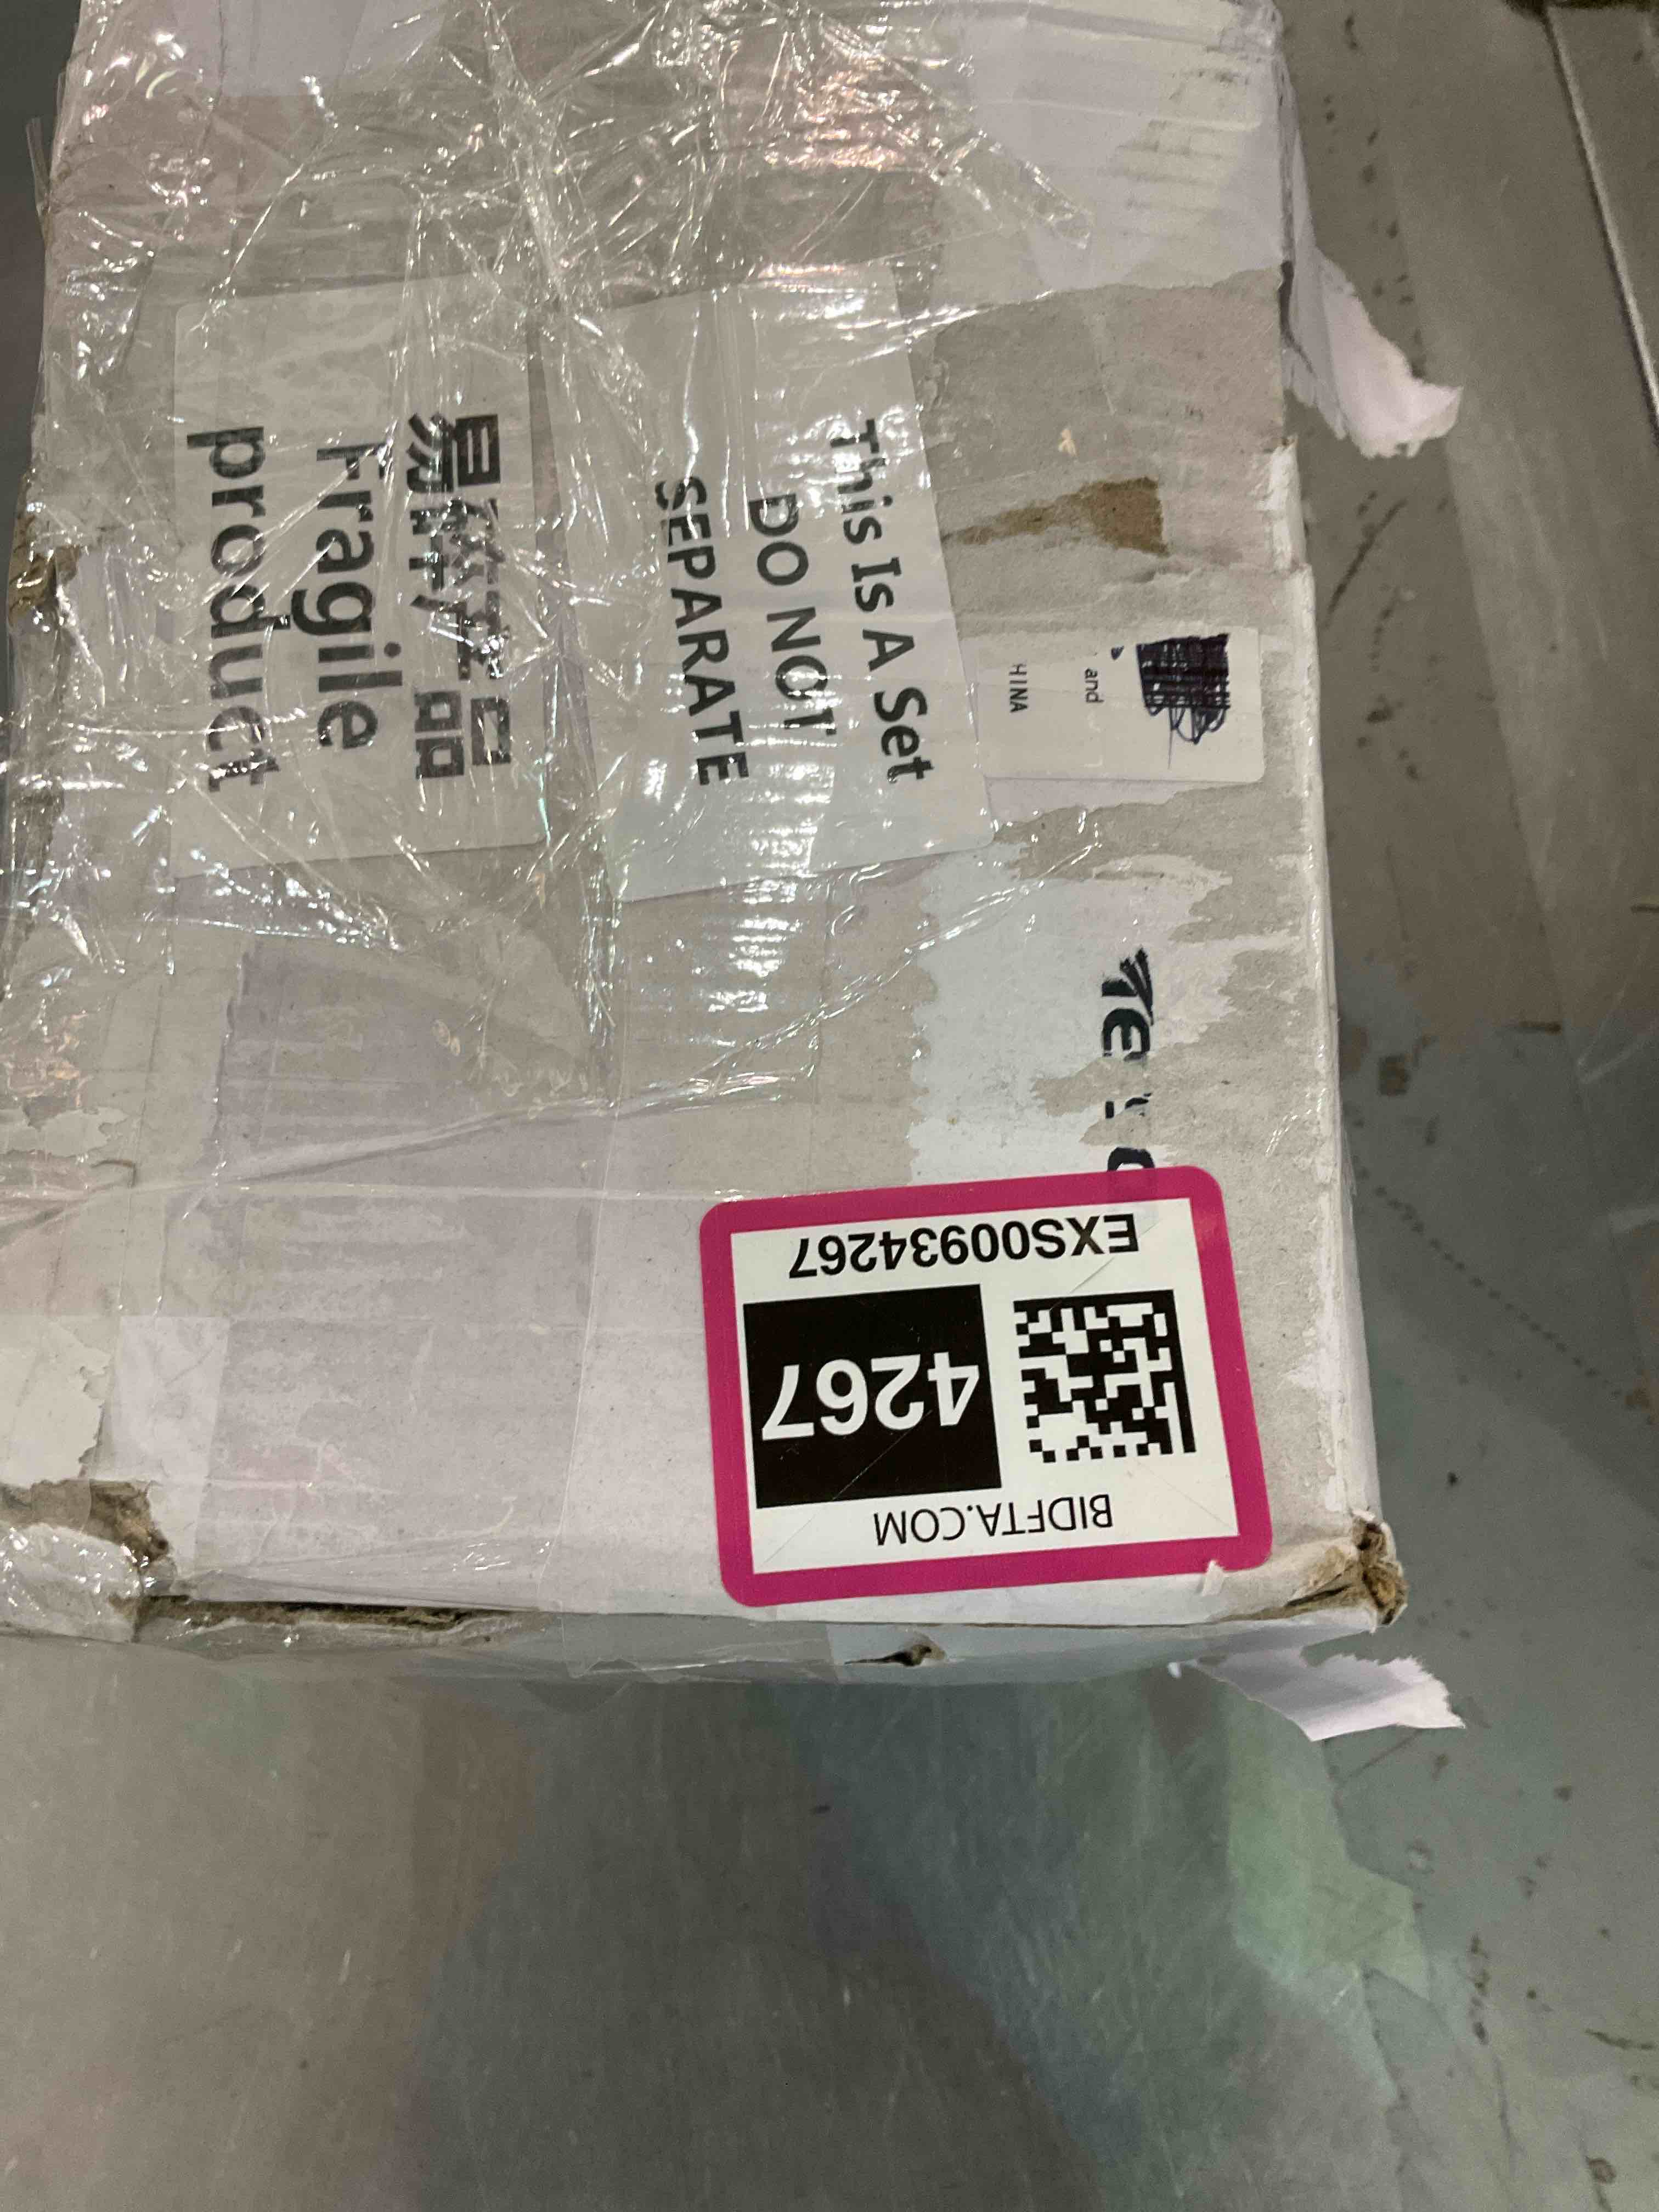 易碎产品
Fragile
product
This Is A Set
DO NOT
SEPARATE
and
HINA
EXS00934267
4267
BIDFTA.COM